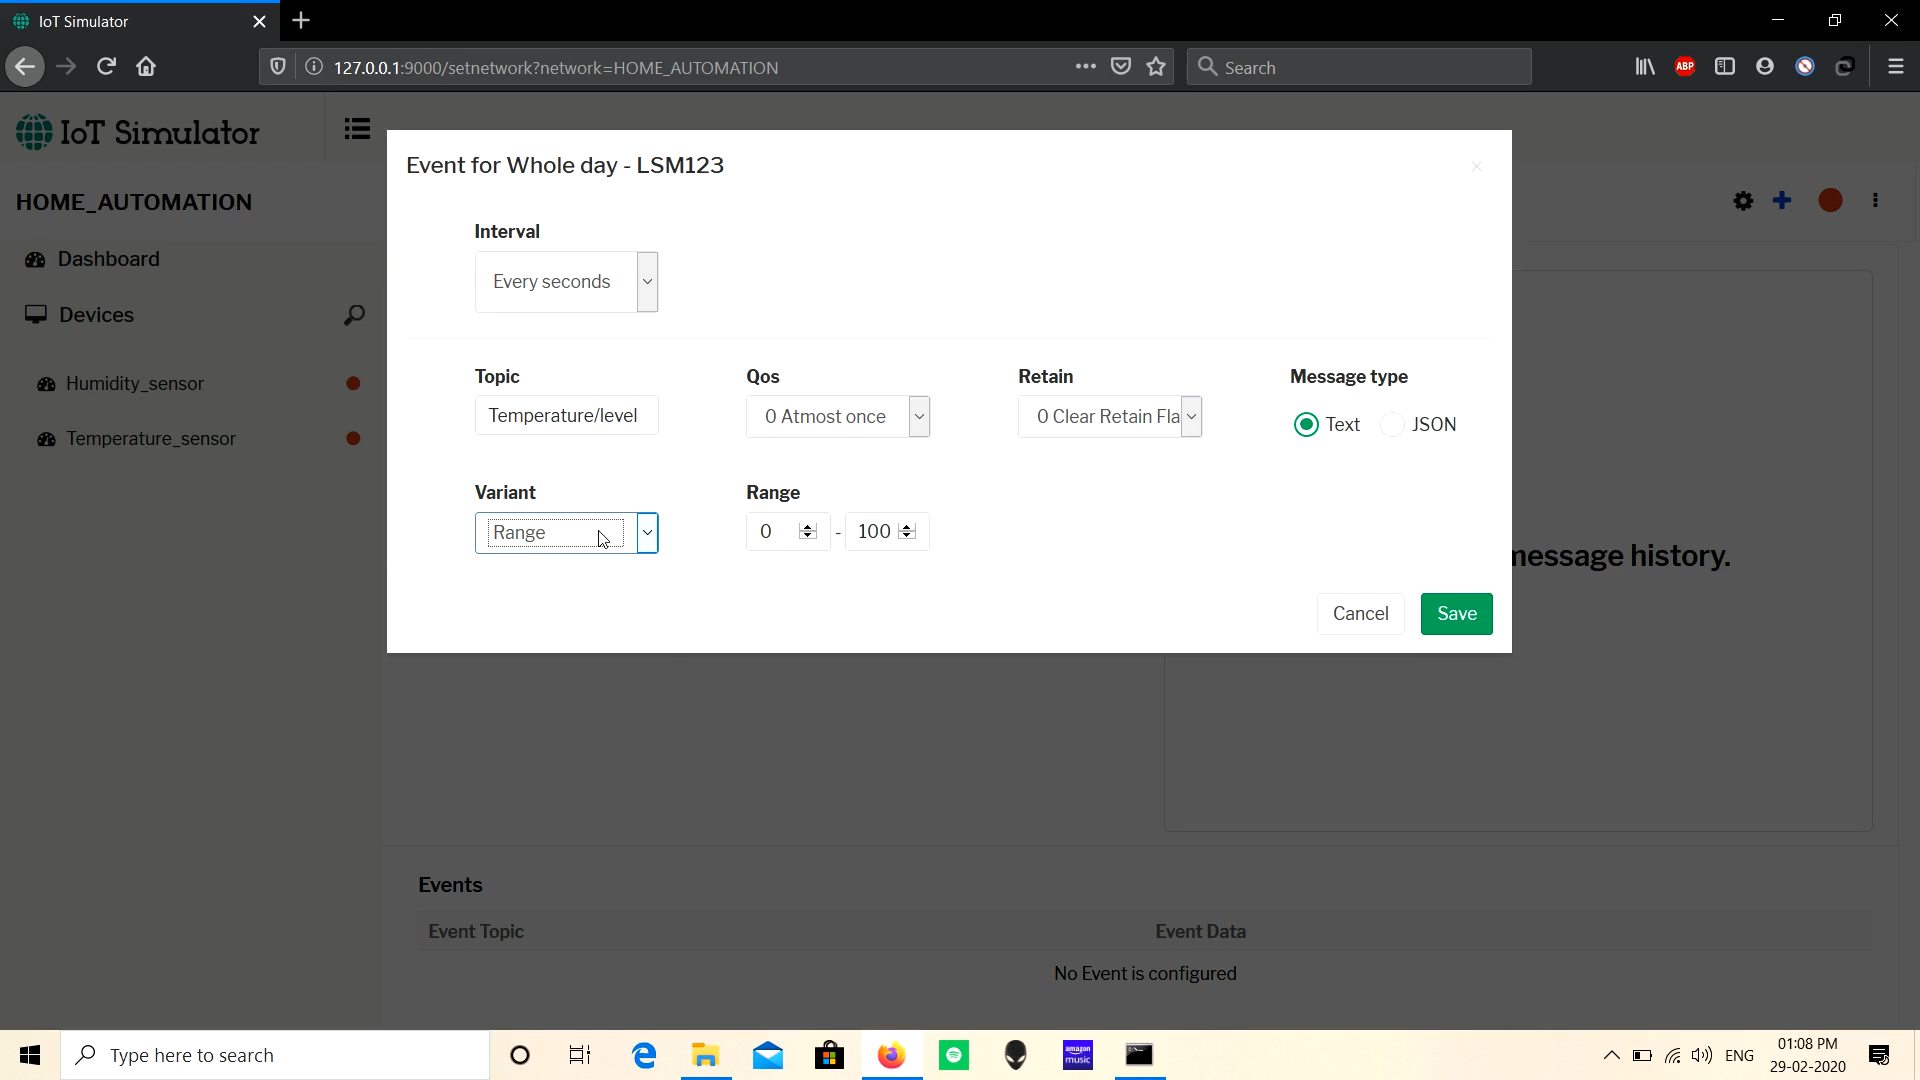 IoT Simulator
127.0.0.1:9000/setnetwork?network=HOME_AUTOMATION
Search
ABP
IoT Simulator
HOME_AUTOMATION
Dashboard
Devices
Humidity_sensor
Temperature_sensor
Event for Whole day - LSM123
Interval
Every seconds
Topic
Qos
Retain
Message type
Temperature/level
0 Atmost once
0 Clear Retain Fla
Text
JSON
Variant
Range
Range
0
-
100
Cancel
Save
message history.
Events
Event Topic
Event Data
No Event is configured
Type here to search
amazon
music
ENG
01:08 PM
29-02-2020